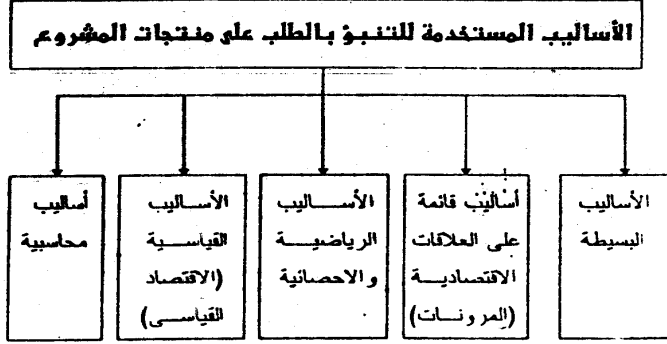 الأساليب المستخدمة للتنبؤ بالطلب على منتجات المشروع
الأساليب
البسيطة
أساليب قائمة
على العلاقات
الاقتصادية
(المرونات)
الأساليب
الرياضية
والاحصائية
الأساليب
القياسية
(الاقتصاد
القياسى)
أساليب
محاسبية